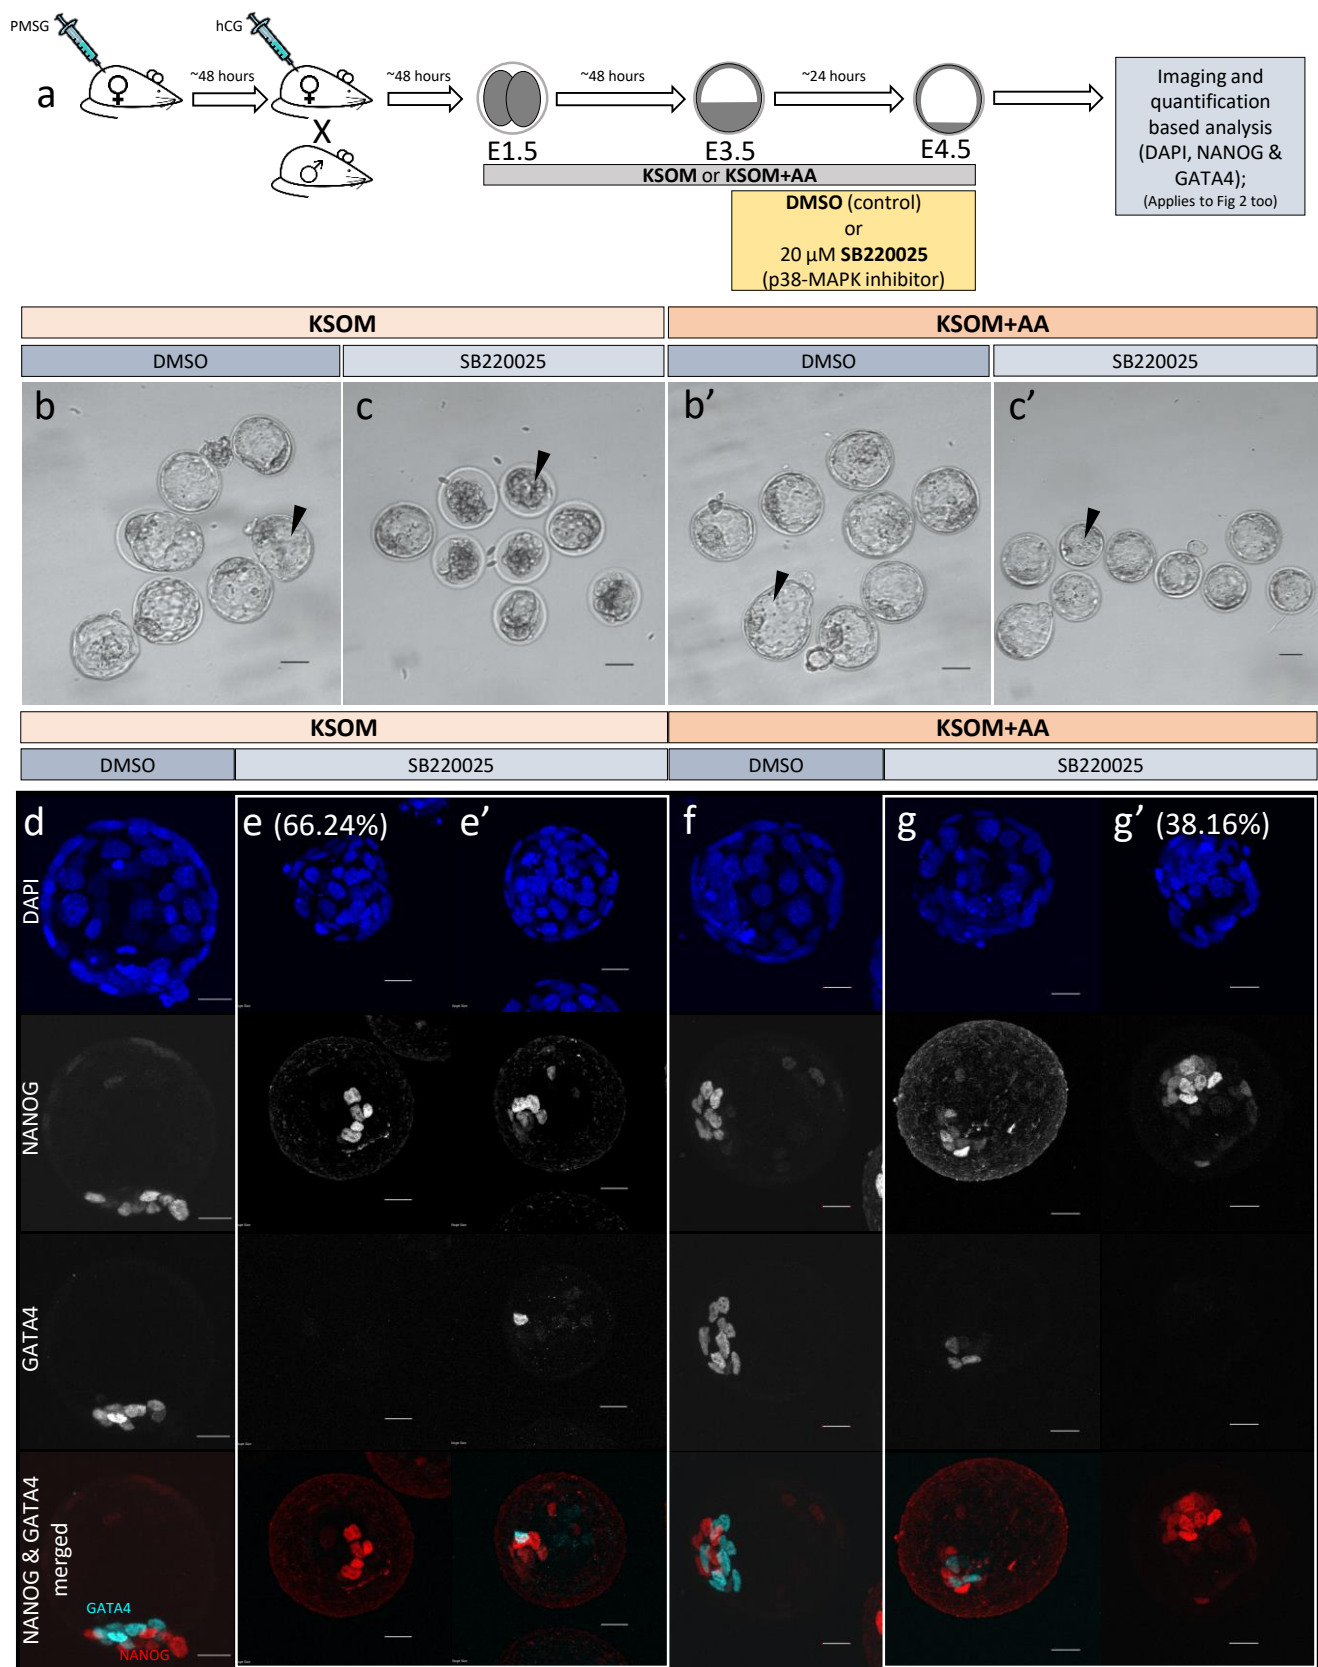 PMSG
hCG
a
~48 hours
~48 hours
~48 hours
~24 hours
X
E1.5
E3.5
E4.5
KSOM or KSOM+AA
DMSO (control)
or
20 µM SB220025
(p38-MAPK inhibitor)
Imaging and
quantification
based analysis
(DAPI, NANOG &
GATA4);
(Applies to Fig 2 too)
KSOM
KSOM+AA
DMSO
SB220025
DMSO
SB220025
b
c
b’
c’
KSOM
KSOM+AA
DMSO
SB220025
DMSO
SB220025
d
e (66.24%)
e’
f
g
g’ (38.16%)
DAPI
NANOG
GATA4
NANOG & GATA4
merged
GATA4
NANOG